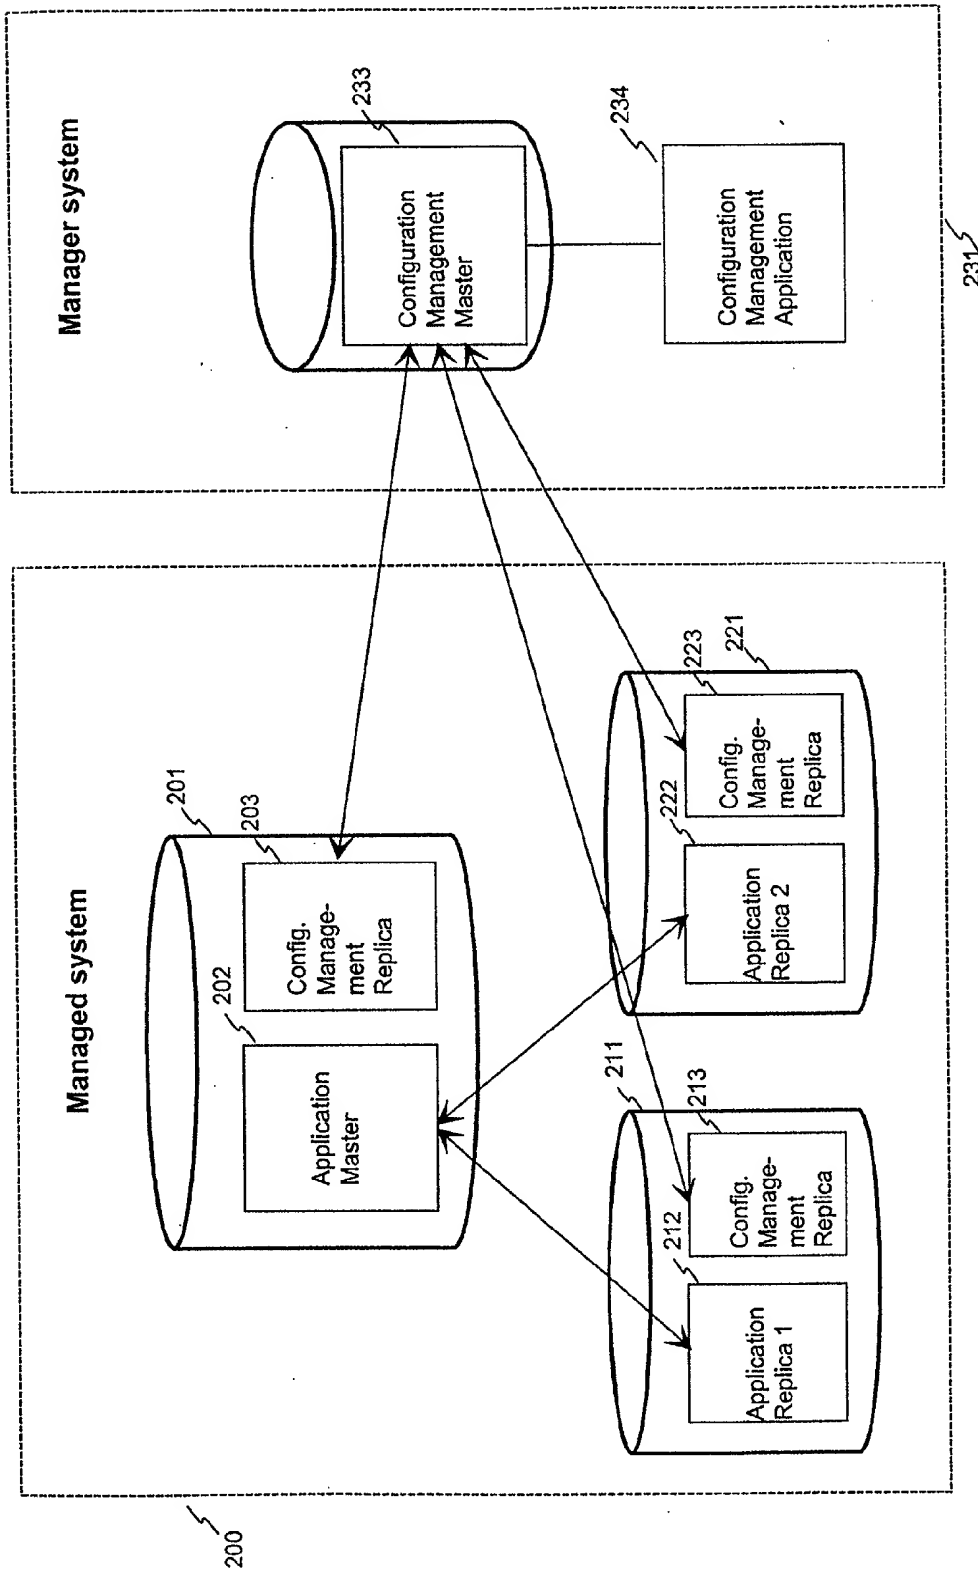 Managed system
201
203
202
Config.
Manage-
ment
Replica
Application
Master
211
213
212
Config.
Manage-
ment
Replica
Application
Replica 1
221
223
222
Config.
Manage-
ment
Replica
Application
Replica 2
200
Manager system
233
Configuration
Management
Master
234
Configuration
Management
Application
231